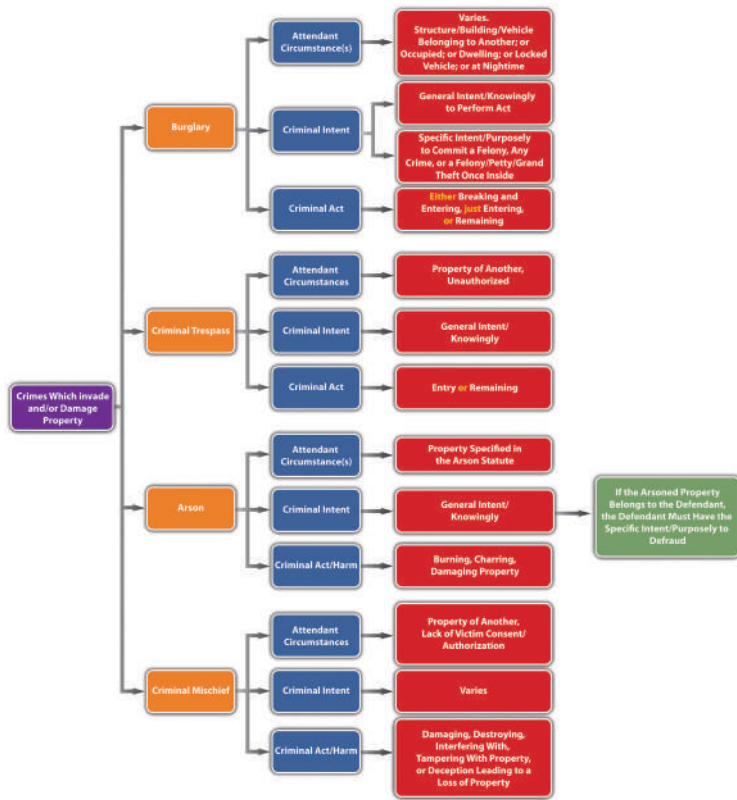 Crimes Which invade
and/or Damage
Property
Burglary
Attendant
Circumstance(s)
Varies.
Structure/Building/Vehicle
Belonging to Another; or
Occupied; or Dwelling; or Locked
Vehicle; or at Nightime
Criminal Intent
General Intent/Knowingly
to Perform Act
Specific Intent/Purposely
to Commit a Felony, Any
Crime, or a Felony/Petty/Grand
Theft Once Inside
Criminal Act
Either Breaking and
Entering, just Entering,
or Remaining
Criminal Trespass
Attendant
Circumstances
Property of Another,
Unauthorized
Criminal Intent
General Intent/
Knowingly
Criminal Act
Entry or Remaining
Arson
Attendant
Circumstance(s)
Property Specified in
the Arson Statute
Criminal Intent
General Intent/
Knowingly
If the Arsoned Property
Belongs to the Defendant,
the Defendant Must Have the
Specific Intent/Purposely to
Defraud
Criminal Act/Harm
Burning, Charring,
Damaging Property
Criminal Mischief
Attendant
Circumstances
Property of Another,
Lack of Victim Consent/
Authorization
Criminal Intent
Varies
Criminal Act/Harm
Damaging, Destroying,
Interfering With,
Tampering With Property,
or Deception Leading to a
Loss of Property